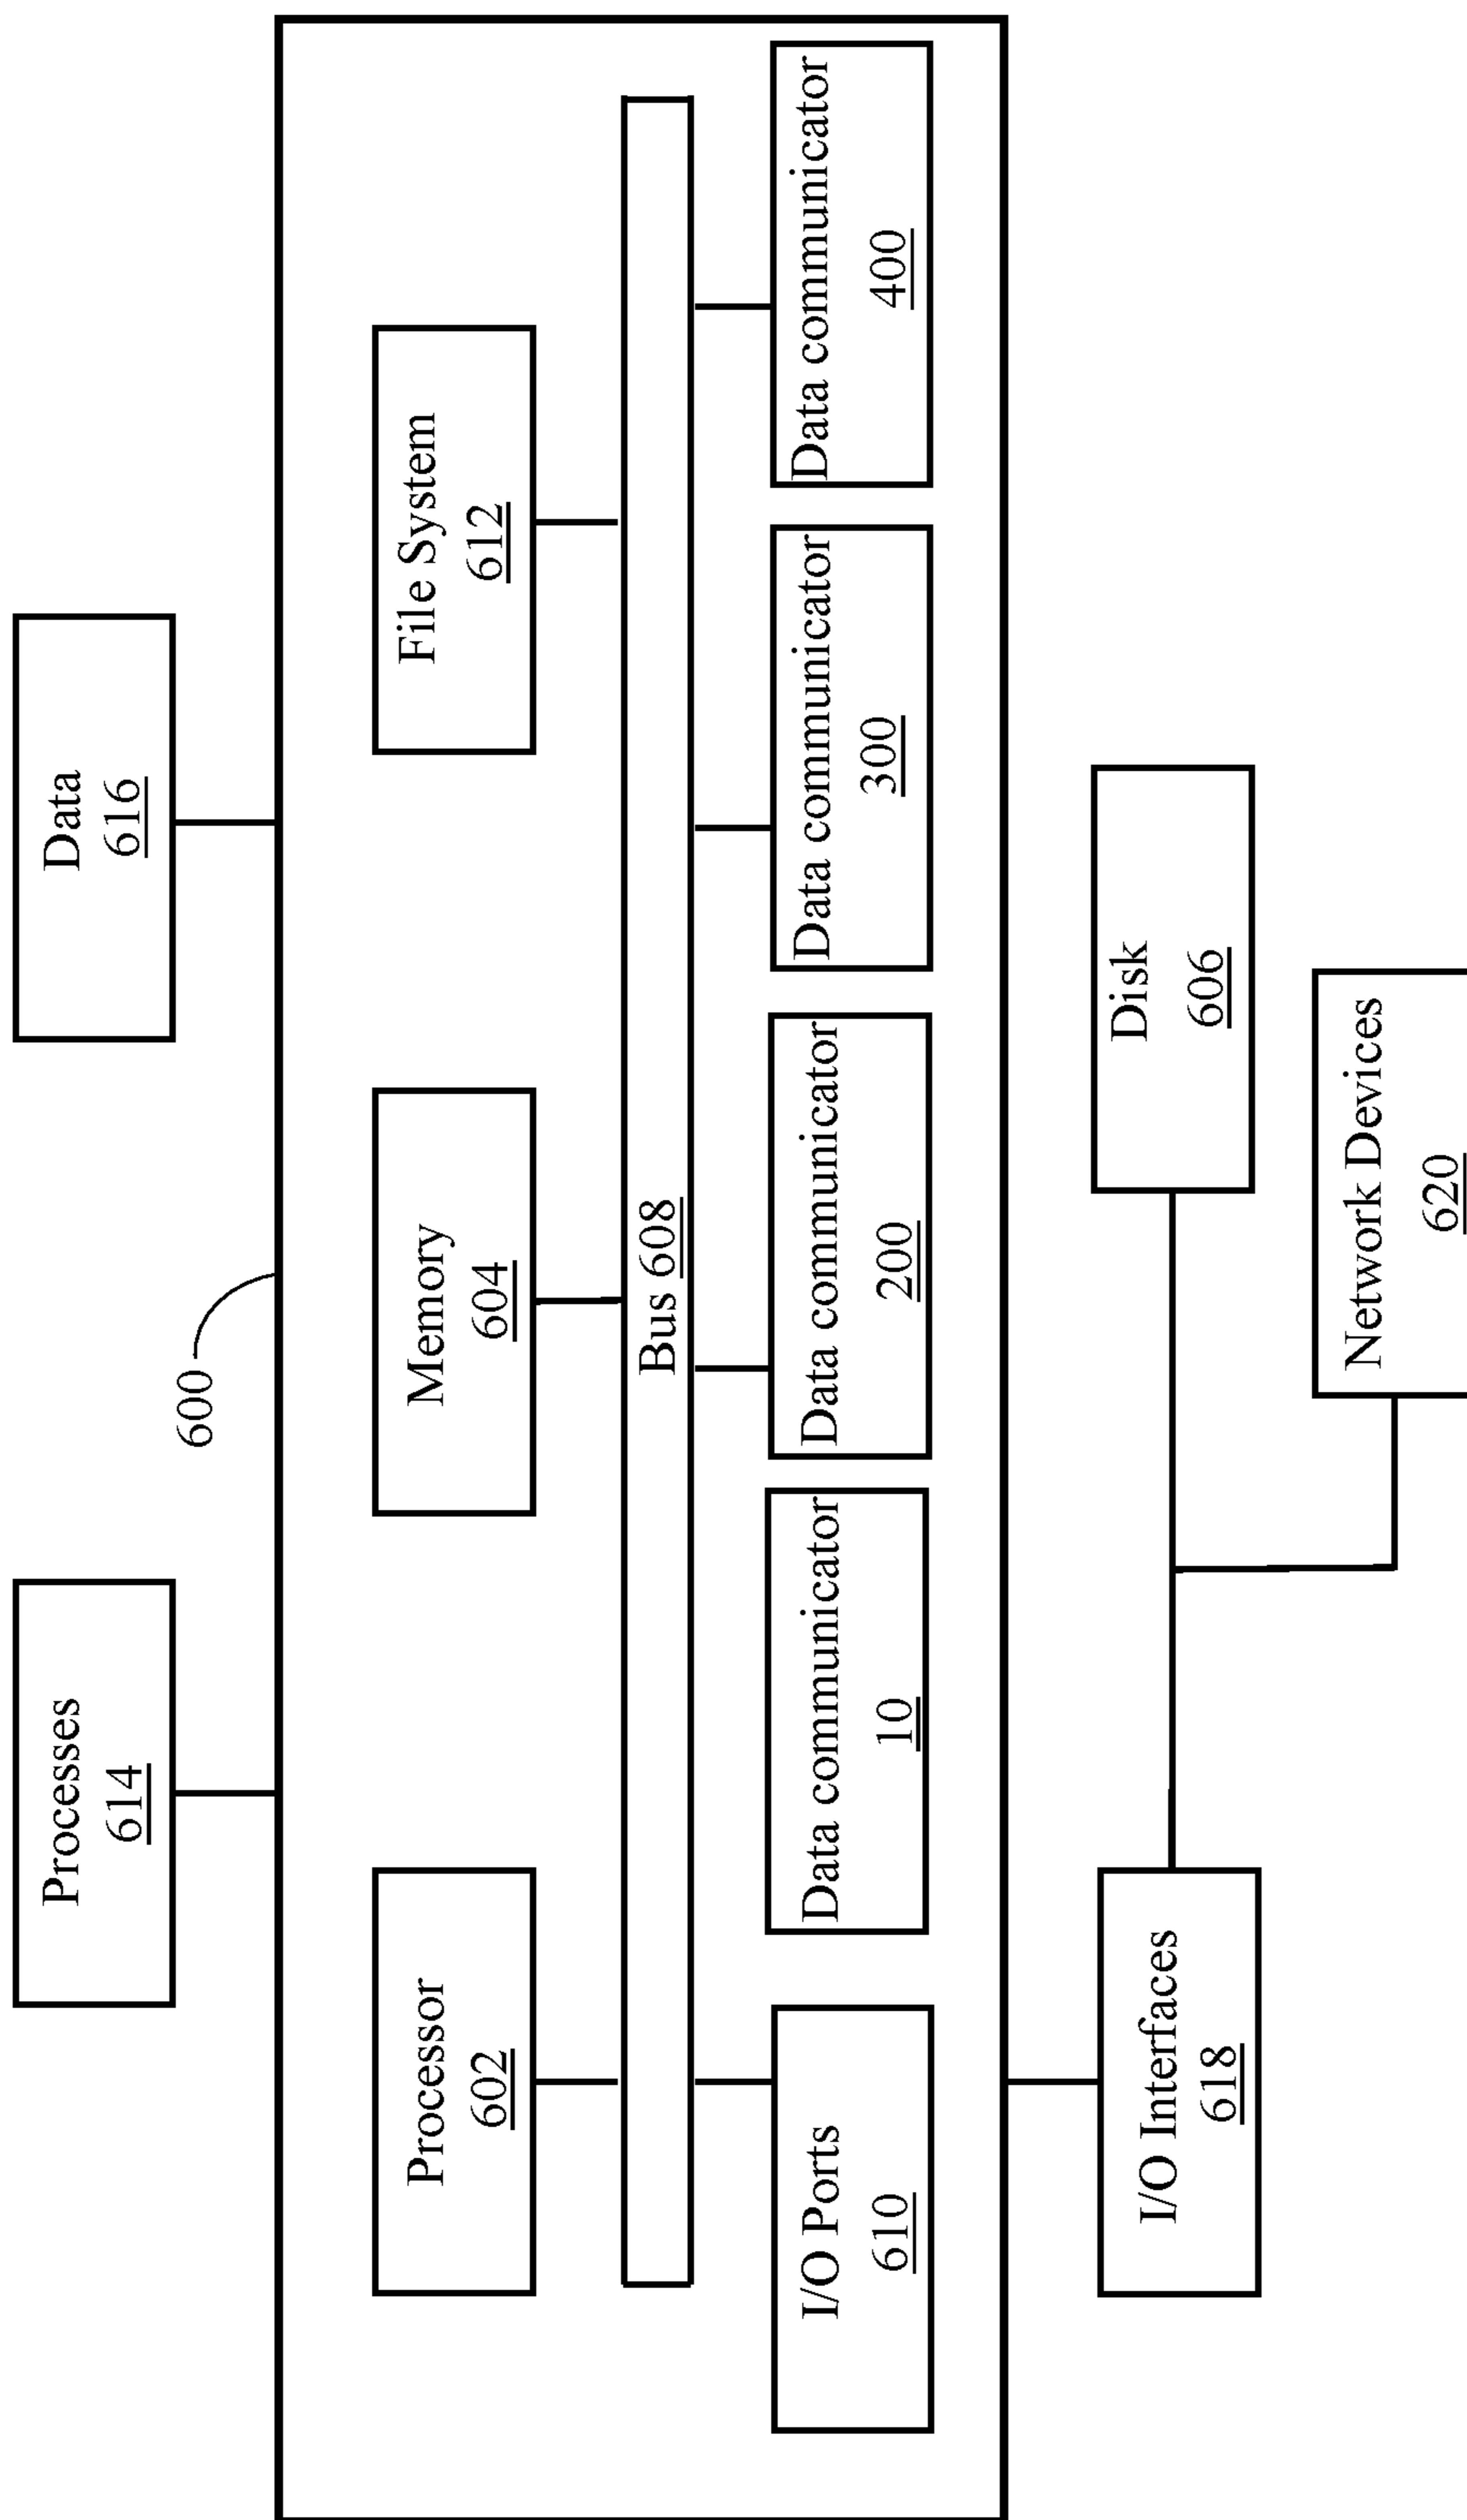 Processes
614
Data
616
600
Processor
602
Memory
604
File System
612
Bus 608
I/O Ports
610
Data communicator
10
Data communicator
200
Data communicator
300
Data communicator
400
I/O Interfaces
618
Disk
606
Network Devices
620